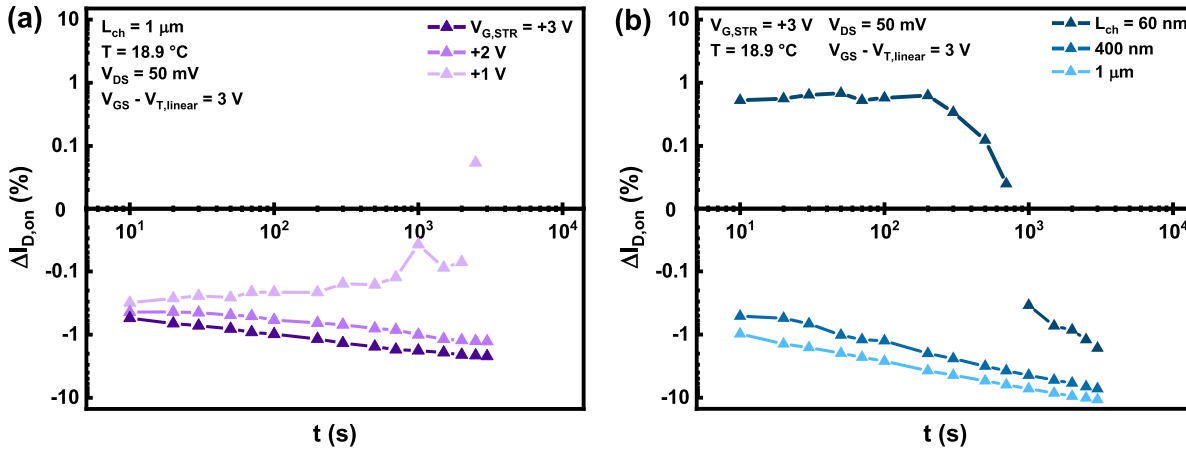 (a)
L_ch = 1 μm
T = 18.9 °C
V_DS = 50 mV
V_GS - V_T,linear = 3 V
V_G,STR = +3 V
+2 V
+1 V
ΔI_D,on (%)
10
1
0.1
0
-0.1
-1
-10
10^1
10^2
10^3
10^4
t (s)
(b)
V_G,STR = +3 V
V_DS = 50 mV
T = 18.9 °C
V_GS - V_T,linear = 3 V
L_ch = 60 nm
400 nm
1 μm
ΔI_D,on (%)
10
1
0.1
0
-0.1
-1
-10
10^1
10^2
10^3
10^4
t (s)